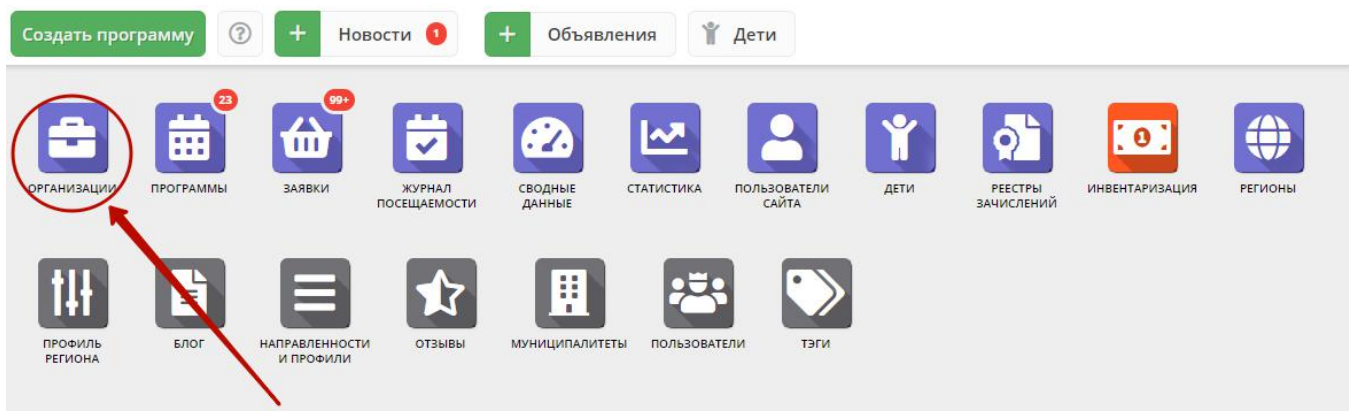 Создать программу ? + Новости 1 + Объявления Дети
23 99+
1
ОРГАНИЗАЦИИ ПРОГРАММЫ ЗАЯВКИ ЖУРНАЛ СВОДНЫЕ СТАТИСТИКА ПОЛЬЗОВАТЕЛИ ДЕТИ РЕЕСТРЫ ИНВЕНТАРИЗАЦИЯ РЕГИОНЫ
ПОСЕЩАЕМОСТИ ДАННЫЕ САЙТА ЗАЧИСЛЕНИЙ
ПРОФИЛЬ БЛОГ НАПРАВЛЕННОСТИ ОТЗЫВЫ МУНИЦИПАЛИТЕТЫ ПОЛЬЗОВАТЕЛИ ТЭГИ
РЕГИОНА И ПРОФИЛИ